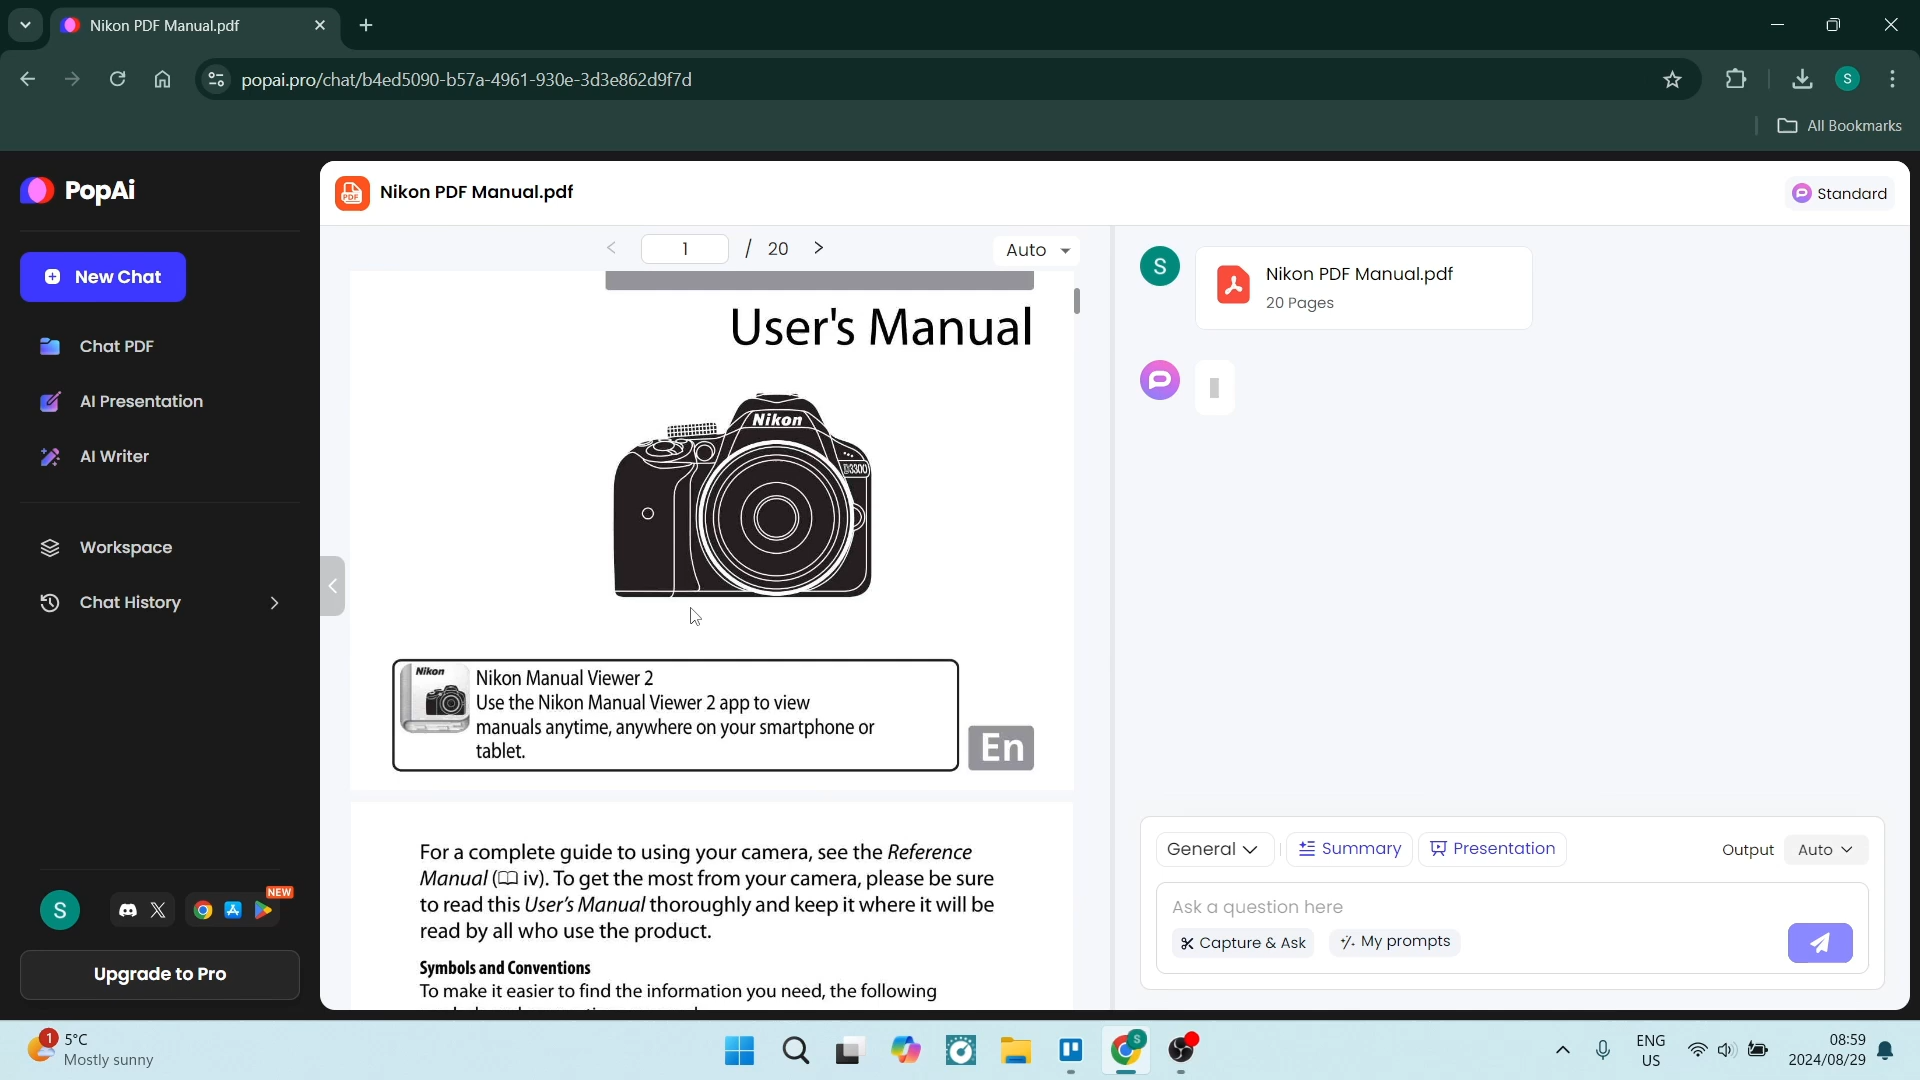 Nikon PDF Manual.pdf
popai.pro/chat/b4ed5090-b57a-4961-930e-3d3e862d9f7d
S
All Bookmarks
PopAi
New Chat
Chat PDF
AI Presentation
AI Writer
Workspace
Chat History
S
NEW
Upgrade to Pro
PDF
Nikon PDF Manual.pdf
Standard
1 / 20
Auto
User's Manual
Nikon
D3300
Nikon
Nikon Manual Viewer 2
Use the Nikon Manual Viewer 2 app to view
manuals anytime, anywhere on your smartphone or
tablet.
En
For a complete guide to using your camera, see the Reference
Manual (iv). To get the most from your camera, please be sure
to read this User's Manual thoroughly and keep it where it will be
read by all who use the product.
Symbols and Conventions
To make it easier to find the information you need, the following
S
Nikon PDF Manual.pdf
20 Pages
General
Summary
Presentation
Output
Auto
Ask a question here
Capture & Ask
My prompts
1
5°C
Mostly sunny
S
ENG
US
08:59
2024/08/29